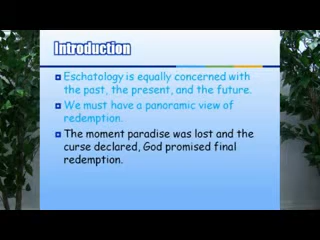 Introduction
Eschatology is equally concerned with
the past, the present, and the future.
We must have a panoramic view of
redemption.
The moment paradise was lost and the
curse declared, God promised final
redemption.